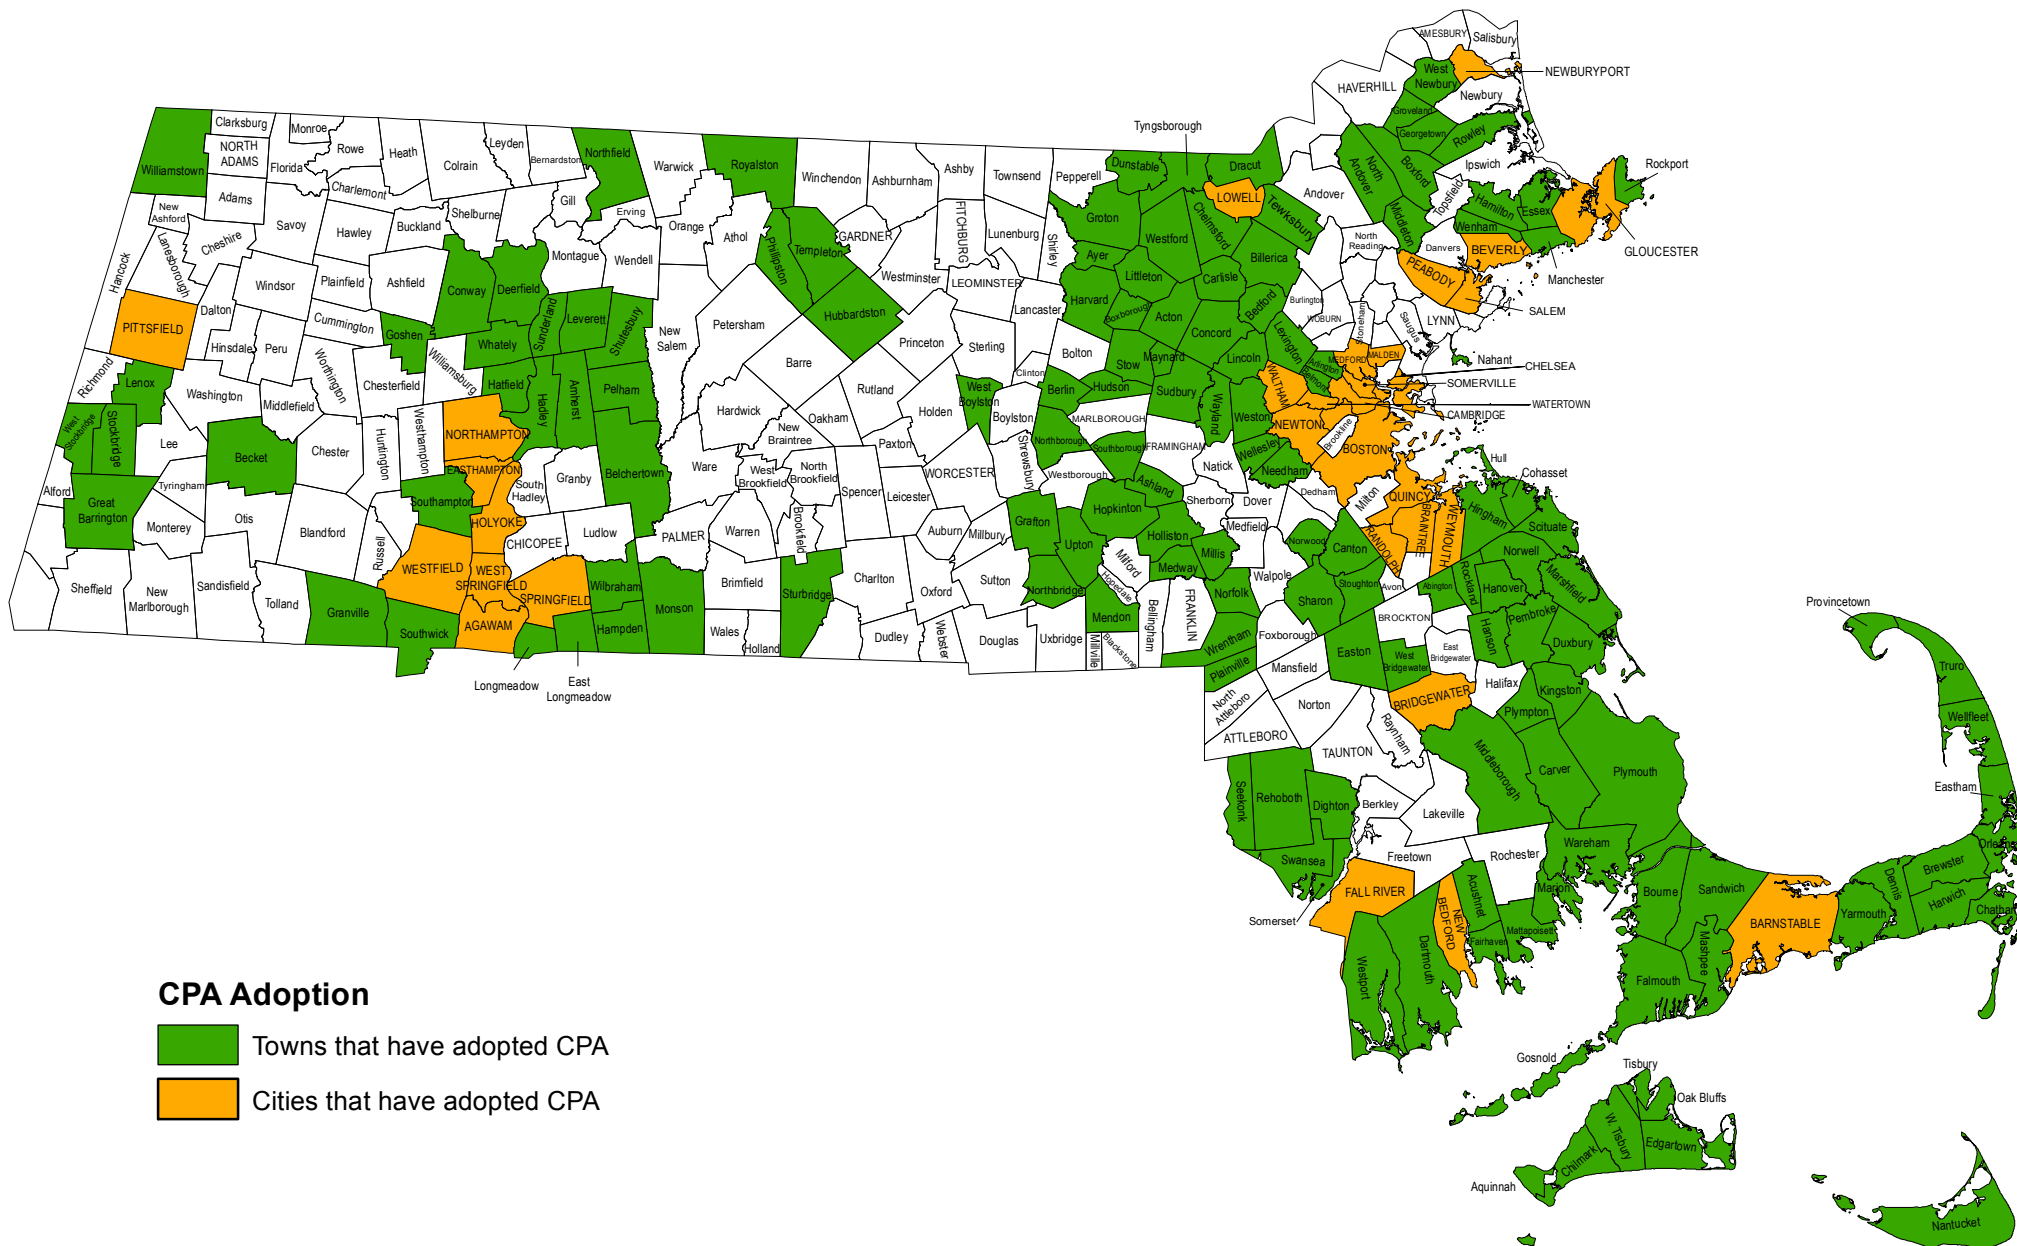 AMESBURY
Salisbury
NEWBURYPORT
West
Newbury
HAVERHILL
Newbury
Groveland
Georgetown
Rowley
Tyngsborough
Clarksburg
Monroe
NORTH
ADAMS
Florida
Rowe
Heath
Colrain
Leyden
Bernardston
Northfield
Warwick
Royalston
Winchendon
Ashburnham
Ashby
Townsend
Pepperell
Dunstable
Dracut
Andover
North
Andover
Boxford
Ipswich
Topsfield
Rockport
Williamstown
Adams
Savoy
Charlemont
Hawley
Buckland
Shelburne
Gill
Erving
Orange
Athol
Phillipston
Templeton
GARDNER
Westminster
FITCHBURG
Lunenburg
Shirley
Groton
Westford
Chelmsford
LOWELL
Tewksbury
Billerica
North
Reading
Middleton
Danvers
Hamilton
Wenham
Essex
BEVERLY
PEABODY
Manchester
GLOUCESTER
SALEM
New
Ashford
Lanesborough
Cheshire
Hancock
Windsor
Plainfield
Ashfield
Conway
Deerfield
Montague
Wendell
Sunderland
Leverett
Shutesbury
New
Salem
Petersham
Hubbardston
Princeton
LEOMINSTER
Lancaster
Harvard
Ayer
Littleton
Boxborough
Acton
Carlisle
Concord
Bedford
Burlington
WOBURN
Stoneham
Saugus
LYNN
Nahant
PITTSFIELD
Dalton
Hinsdale
Peru
Cummington
Goshen
Worthington
Chesterfield
Williamsburg
Whately
Hatfield
Hadley
Amherst
Pelham
Barre
Rutland
Sterling
Clinton
Bolton
Berlin
Hudson
Stow
Maynard
Sudbury
Lincoln
Lexington
Arlington
Belmont
MEDFORD
MALDEN
CHELSEA
SOMERVILLE
WATERTOWN
CAMBRIDGE
WALTHAM
Richmond
Lenox
Washington
Middlefield
West
Stockbridge
Stockbridge
Lee
Becket
Chester
Huntington
Westhampton
NORTHAMPTON
EASTHAMPTON
Southampton
HOLYOKE
South
Hadley
Granby
Belchertown
Ware
Hardwick
New
Braintree
Oakham
Paxton
Holden
West
Boylston
Boylston
Shrewsbury
Northborough
MARLBOROUGH
Southborough
FRAMINGHAM
Wayland
Weston
NEWTON
Brookline
BOSTON
Wellesley
Needham
Natick
Westborough
Ashland
Sherborn
Dover
Dedham
Milton
QUINCY
Hull
Cohasset
Alford
Great
Barrington
Tyringham
Monterey
Otis
Blandford
Russell
WESTFIELD
WEST
SPRINGFIELD
CHICOPEE
Ludlow
SPRINGFIELD
Wilbraham
PALMER
Warren
West
Brookfield
North
Brookfield
Brookfield
Spencer
Leicester
WORCESTER
Auburn
Millbury
Grafton
Upton
Hopkinton
Holliston
Milford
Hopedale
Medway
Millis
Medfield
Norwood
Canton
Walpole
RANDOLPH
BRAINTREE
WEYMOUTH
Hingham
Scituate
Norwell
Sheffield
New
Marlborough
Sandisfield
Tolland
Granville
Southwick
AGAWAM
Longmeadow
East
Longmeadow
Hampden
Monson
Brimfield
Wales
Holland
Sturbridge
Charlton
Dudley
Oxford
Webster
Sutton
Douglas
Northbridge
Uxbridge
Mendon
Millville
Blackstone
Bellingham
FRANKLIN
Norfolk
Wrentham
Plainville
Foxborough
Sharon
Stoughton
Avon
Abington
Rockland
Hanover
Marshfield
BROCKTON
Hanson
Pembroke
Duxbury
Easton
West
Bridgewater
East
Bridgewater
Mansfield
BRIDGEWATER
Halifax
Kingston
Plympton
North
Attleboro
ATTLEBORO
Norton
TAUNTON
Raynham
Middleborough
Carver
Plymouth
Provincetown
Truro
Wellfleet
Eastham
Seekonk
Rehoboth
Dighton
Berkley
Lakeville
Swansea
Freetown
Rochester
Wareham
Somerset
FALL RIVER
Acushnet
NEW
BEDFORD
Marion
Mattapoisett
Fairhaven
Westport
Dartmouth
Bourne
Sandwich
Mashpee
Falmouth
BARNSTABLE
Yarmouth
Dennis
Brewster
Harwich
Orleans
Chatham
CPA Adoption
Towns that have adopted CPA
Cities that have adopted CPA
Gosnold
Tisbury
Oak Bluffs
W. Tisbury
Edgartown
Chilmark
Aquinnah
Nantucket